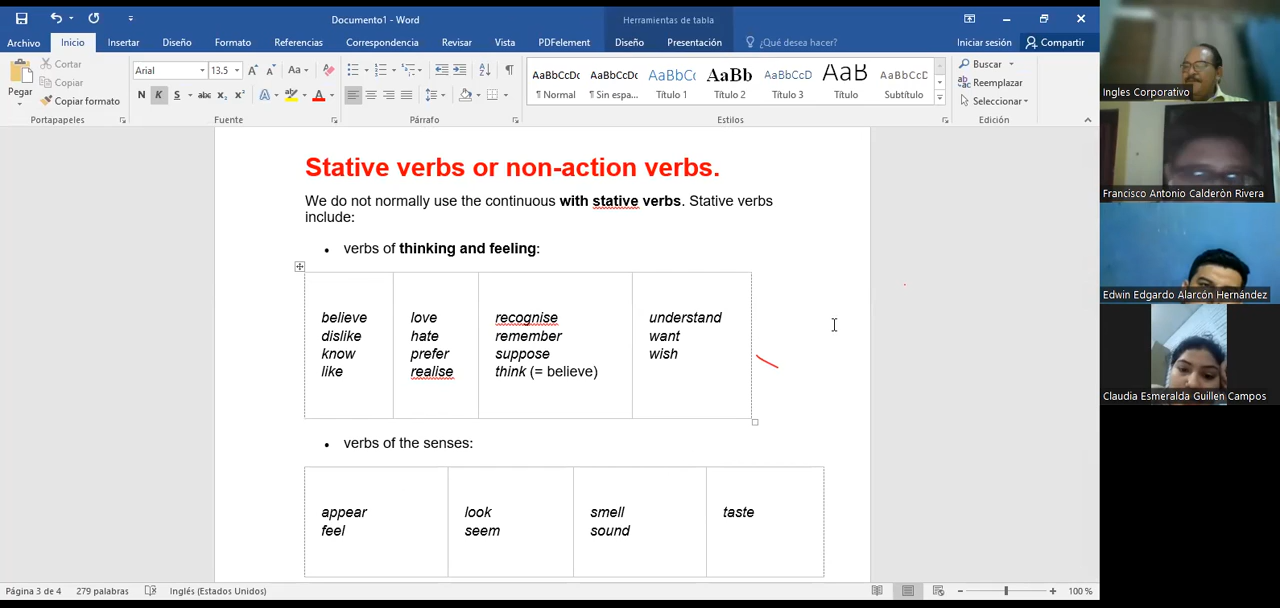 Documento1 - Word
Herramientas de tabla
Archivo Inicio Insertar Diseño Formato Referencias Correspondencia Revisar Vista PDFelement Diseño Presentación ¿Qué desea hacer? Iniciar sesión Compartir
Pegar
Cortar
Copiar
Copiar formato
Portapapeles
Arial 13.5 Aa
N K S abc x₂ x² A A
Fuente
Párrafo
AaBbCcDc AaBbCcDc AaBbCc AaBb AaBbCcD AaB AaBbCcD
¶ Normal ¶ Sin espa... Título 1 Título 2 Título 3 Título Subtítulo
Estilos
Buscar
Reemplazar
Seleccionar
Edición
Stative verbs or non-action verbs.
We do not normally use the continuous with stative verbs. Stative verbs
include:
• verbs of thinking and feeling:
believe love recognise understand
dislike hate remember want
know prefer suppose wish
like realise think (= believe)
• verbs of the senses:
appear look smell taste
feel seem sound
Página 3 de 4 279 palabras Inglés (Estados Unidos) 100 %
Ingles Corporativo
Francisco Antonio Calderòn Rivera
Edwin Edgardo Alarcón Hernández
Claudia Esmeralda Guillen Campos